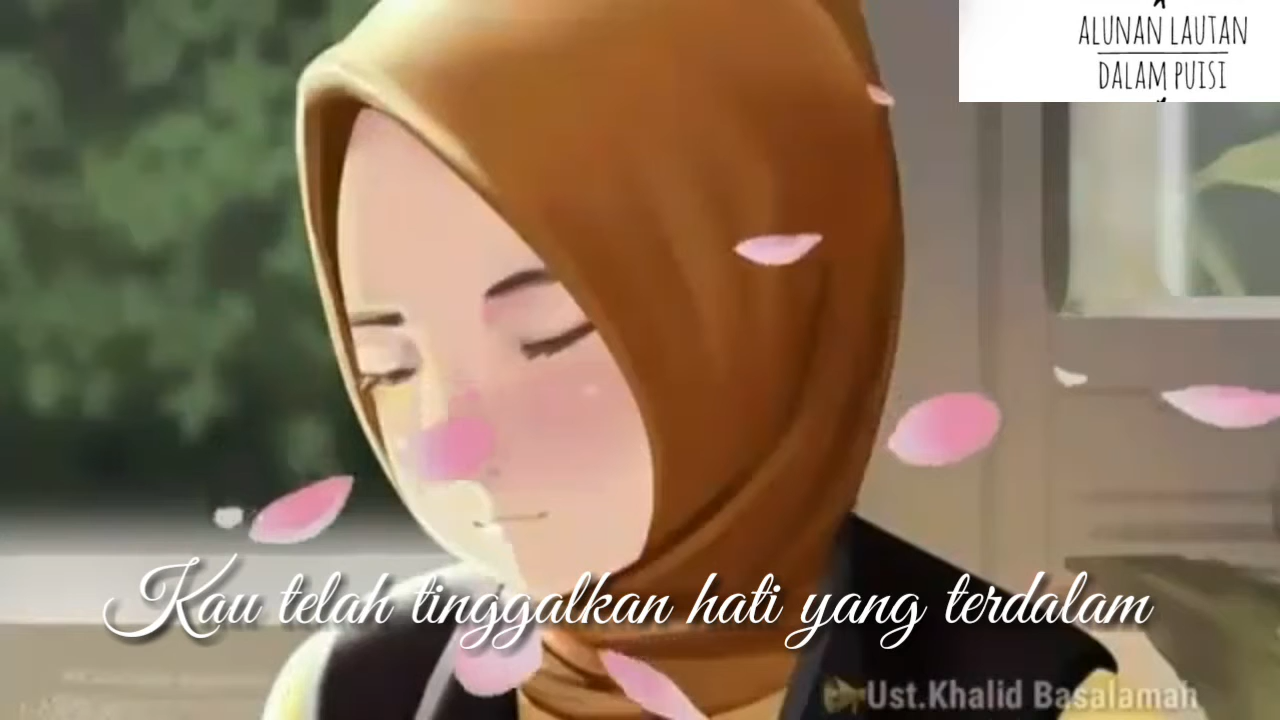 ALUNAN LAUTAN
DALAM PUISI
Kau telah tinggalkan hati yang terdalam
Ust.Khalid Basalamah